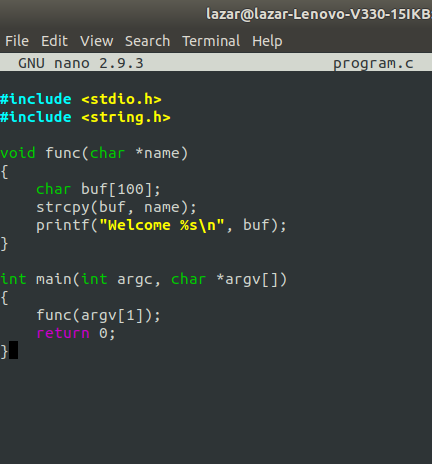 lazar@lazar-Lenovo-V330-15IKB
File Edit View Search Terminal Help
GNU nano 2.9.3 program.c
#include <stdio.h>
#include <string.h>
void func(char *name)
{
    char buf[100];
    strcpy(buf, name);
    printf("Welcome %s\n", buf);
}
int main(int argc, char *argv[])
{
    func(argv[1]);
    return 0;
}